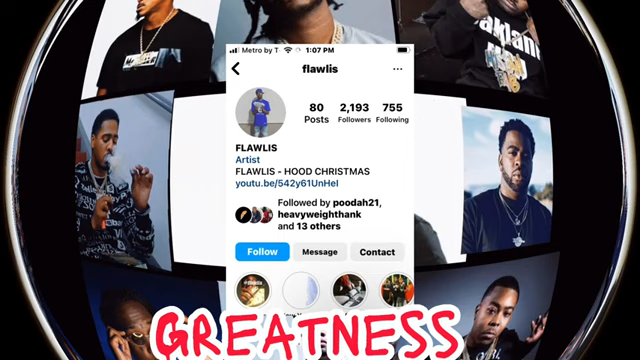 Metro by T-
1:07 PM
flawlis
80
2,193
755
Posts
Followers
Following
FLAWLIS
Artist
FLAWLIS - HOOD CHRISTMAS
youtu.be/542y61UnHeI
Followed by poodah21,
heavyweighthank
and 13 others
Follow
Message
Contact
GREATNESS